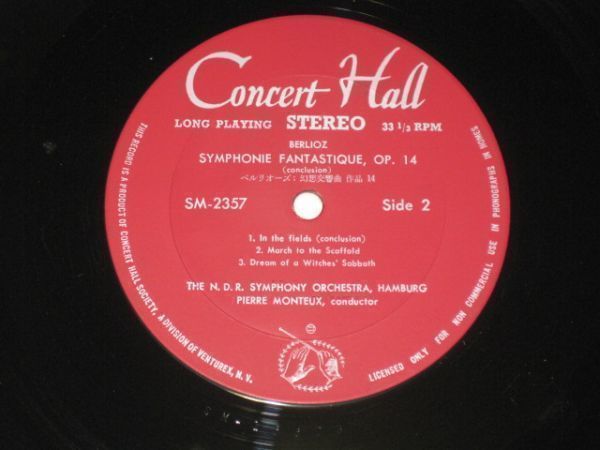 Concert Hall
LONG PLAYING STEREO 33 1/3 RPM
BERLIOZ
SYMPHONIE FANTASTIQUE, OP. 14
(conclusion)
ベルリオーズ: 幻想交響曲 作品 14
SM-2357 Side 2
1. In the fields (conclusion)
2. March to the Scaffold
3. Dream of a Witches' Sabbath
THE N. D. R. SYMPHONY ORCHESTRA, HAMBURG
PIERRE MONTEUX, conductor
THIS RECORD IS A PRODUCT OF CONCERT HALL SOCIETY, A DIVISION OF VENTUREX, N. V.
LICENSED ONLY FOR NON COMMERCIAL USE IN PHONOGRAPHS IN HOMES